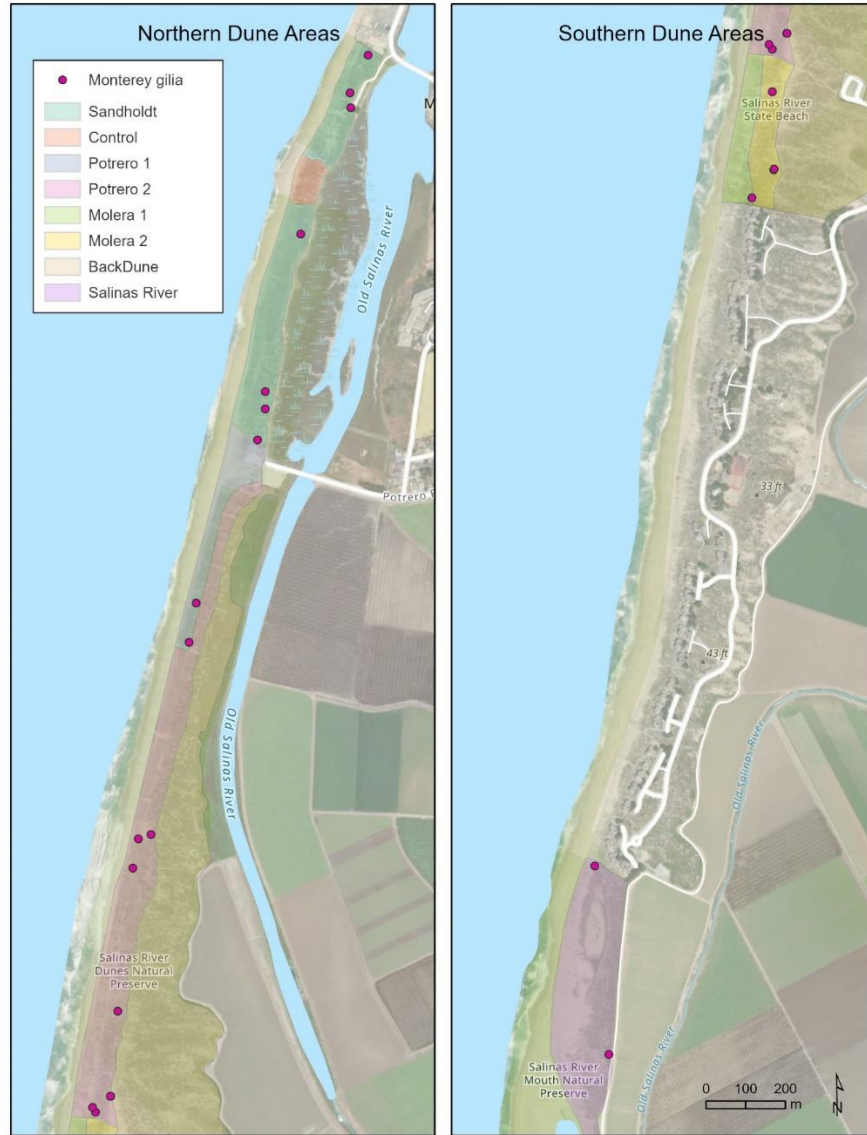 Northern Dune Areas
Monterey gilia
Sandholdt
Control
Potrero 1
Potrero 2
Molera 1
Molera 2
BackDune
Salinas River
M
Old Salinas River
Potrero
Old Salinas River
Salinas River
Dunes Natural
Preserve
Southern Dune Areas
Salinas River
State Beach
33 ft
43 ft
Old Salinas River
Old Salinas River
Salinas River
Mouth Natural
Preserve
0 100 200
m
N